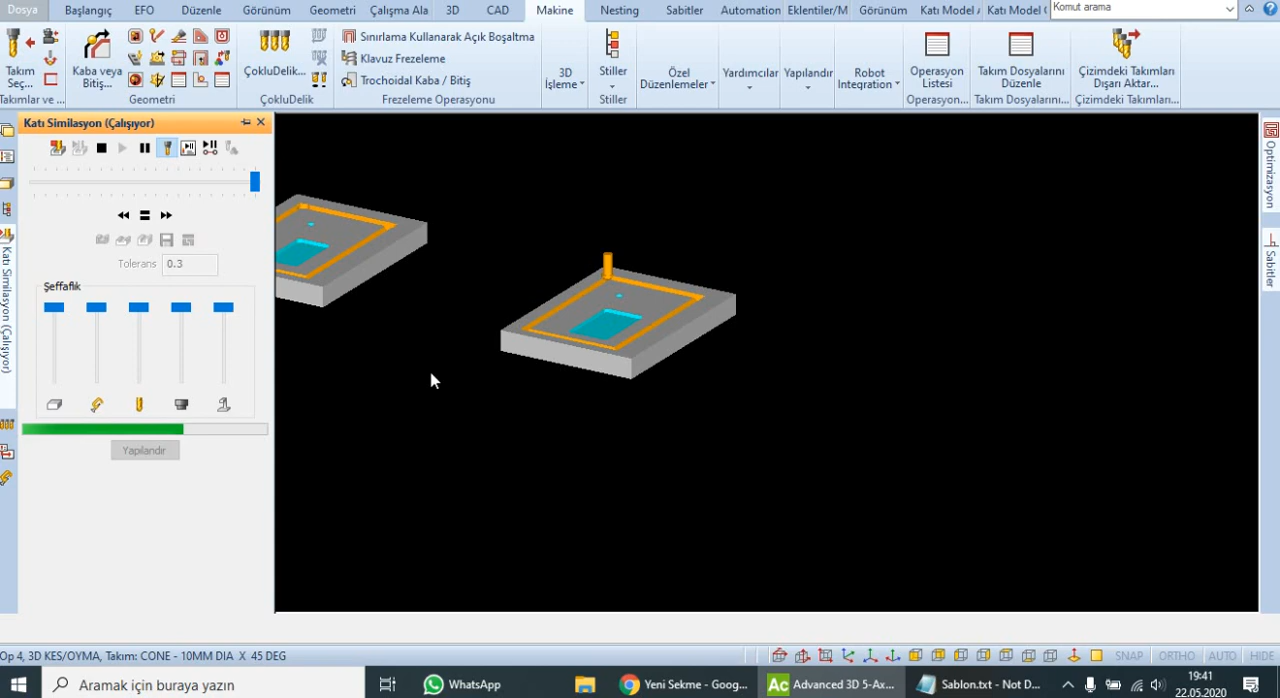 Dosya Başlangıç EFO Düzenle Görünüm Geometri Çalışma Ala 3D CAD Makine Nesting Sabitler Automation Eklentiler/M Görünüm Katı Model Katı Model Komut arama
Takım Seç...
Takımlar ve ...
Kaba veya Bitiş...
Geometri
ÇokluDelik...
ÇokluDelik
Sınırlama Kullanarak Açık Boşaltma
Klavuz Frezeleme
Trochoidal Kaba / Bitiş
Frezeleme Operasyonu
3D İşleme
Stiller
Stiller
Özel Düzenlemeler
Yardımcılar
Yapılandır
Robot Integration
Operasyon Listesi
Operasyon...
Takım Dosyalarını Düzenle
Takım Dosyalarını...
Çizimdeki Takımları Dışarı Aktar...
Çizimdeki Takımları...
Katı Similasyon (Çalışıyor)
Tolerans 0.3
Şeffaflık
Yapılandır
Katı Similasyon (Çalışıyor)
Optimizasyon
Sabitler
Op 4, 3D KES/OYMA, Takım: CONE - 10MM DIA X 45 DEG
SNAP ORTHO AUTO HIDE
Aramak için buraya yazın
WhatsApp
Yeni Sekme - Goog...
Ac Advanced 3D 5-Ax...
Sablon.txt - Not D...
19:41
22.05.2020